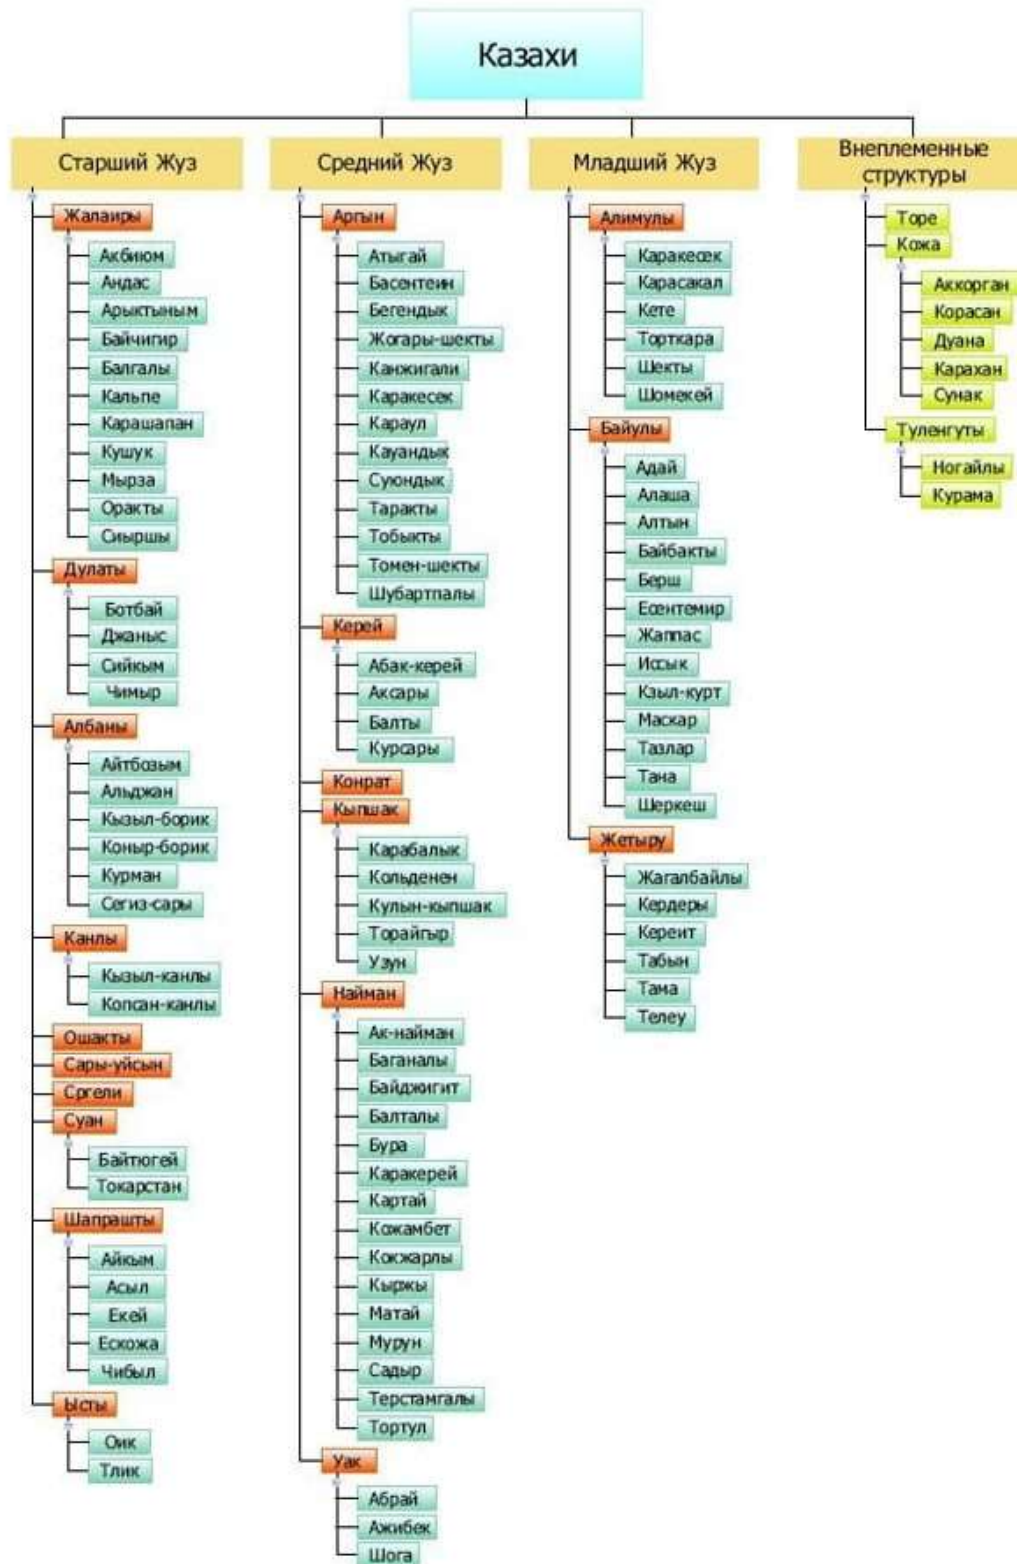 Казахи
Старший Жуз
Жалаиры
Акбиюм
Андас
Арыктыным
Байчигир
Балгалы
Кальпе
Карашапан
Кушук
Мырза
Оракты
Сиыршы
Дулаты
Ботбай
Джаныс
Сийкым
Чимыр
Албаны
Айтбозым
Альджан
Кызыл-борик
Коныр-борик
Курман
Сегиз-сары
Канлы
Кызыл-канлы
Копсан-канлы
Ошакты
Сары-уйсын
Сргели
Суан
Байтюгей
Токарстан
Шапрашты
Айкым
Асыл
Екей
Ескожа
Чибыл
Ысты
Оик
Тлик
Средний Жуз
Аргын
Атыгай
Басентеин
Бегендык
Жогары-шекты
Канжигали
Каракесек
Караул
Кауандык
Суюндык
Таракты
Тобыкты
Томен-шекты
Шубартпалы
Керей
Абак-керей
Аксары
Балты
Курсары
Конрат
Кыпшак
Карабалык
Кольденен
Кулын-кыпшак
Торайгыр
Узун
Найман
Ак-найман
Баганалы
Байджигит
Балталы
Бура
Каракерей
Картай
Кожамбет
Кокжарлы
Кыржы
Матай
Мурун
Садыр
Терстамгалы
Тортул
Уак
Абрай
Ажибек
Шога
Младший Жуз
Алимулы
Каракесек
Карасакал
Кете
Торткара
Шекты
Шомекей
Байулы
Адай
Алаша
Алтын
Байбакты
Берш
Есентемир
Жаппас
Иссык
Кзыл-курт
Маскар
Тазлар
Тана
Шеркеш
Жетыру
Жагалбайлы
Кердеры
Кереит
Табын
Тама
Телеу
Внеплеменные
структуры
Торе
Кожа
Аккорган
Корасан
Дуана
Карахан
Сунак
Туленгуты
Ногайлы
Курама